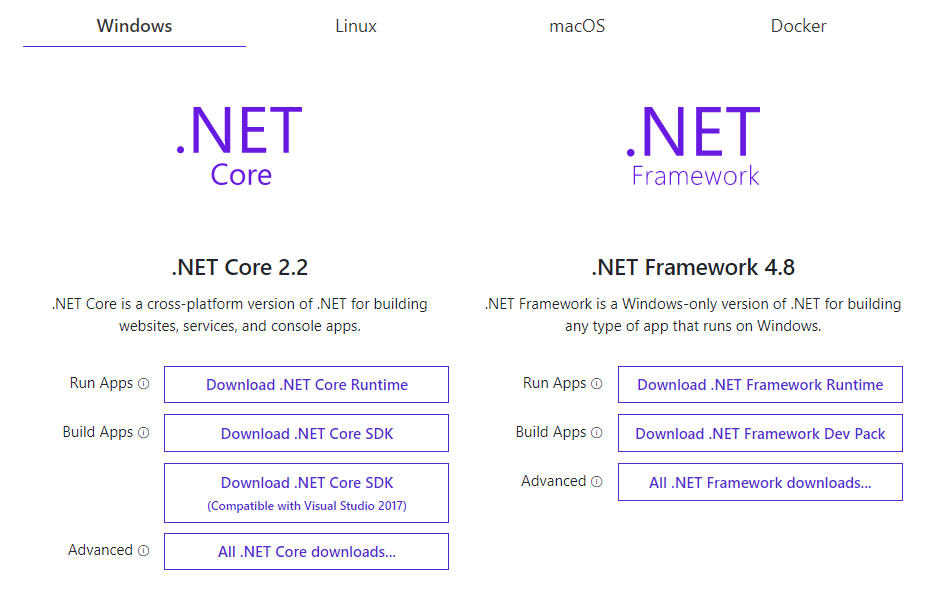 Windows
Linux
macOS
Docker
.NET
Core
.NET Core 2.2
.NET Core is a cross-platform version of .NET for building
websites, services, and console apps.
Run Apps
Download .NET Core Runtime
Build Apps
Download .NET Core SDK
Download .NET Core SDK
(Compatible with Visual Studio 2017)
Advanced
All .NET Core downloads...
.NET
Framework
.NET Framework 4.8
.NET Framework is a Windows-only version of .NET for building
any type of app that runs on Windows.
Run Apps
Download .NET Framework Runtime
Build Apps
Download .NET Framework Dev Pack
Advanced
All .NET Framework downloads...